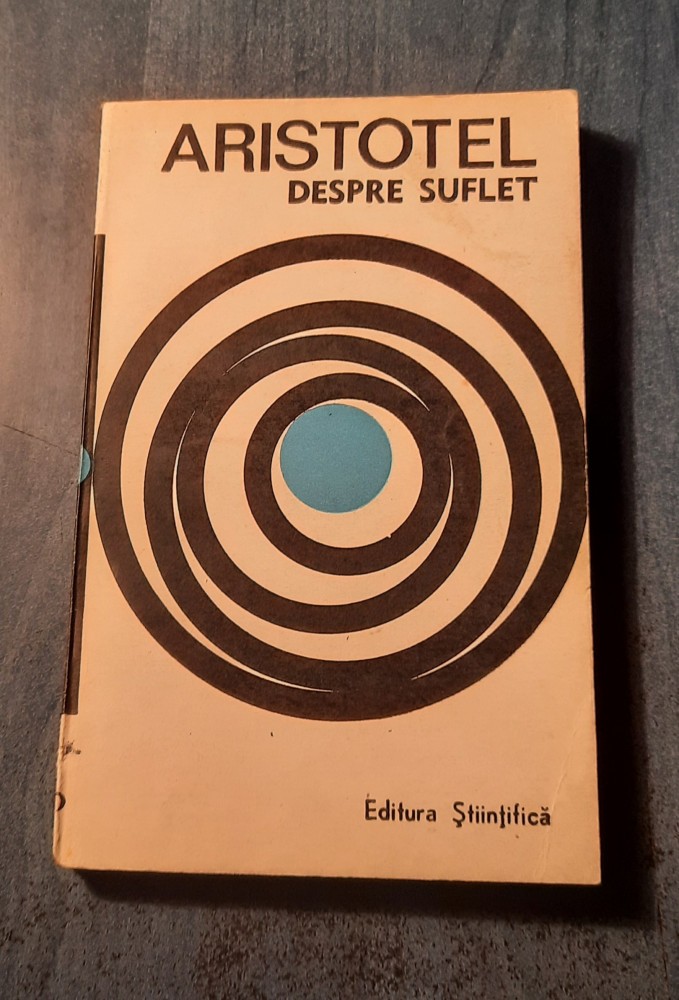 ARISTOTEL
DESPRE SUFLET
Editura Ştiinţifică